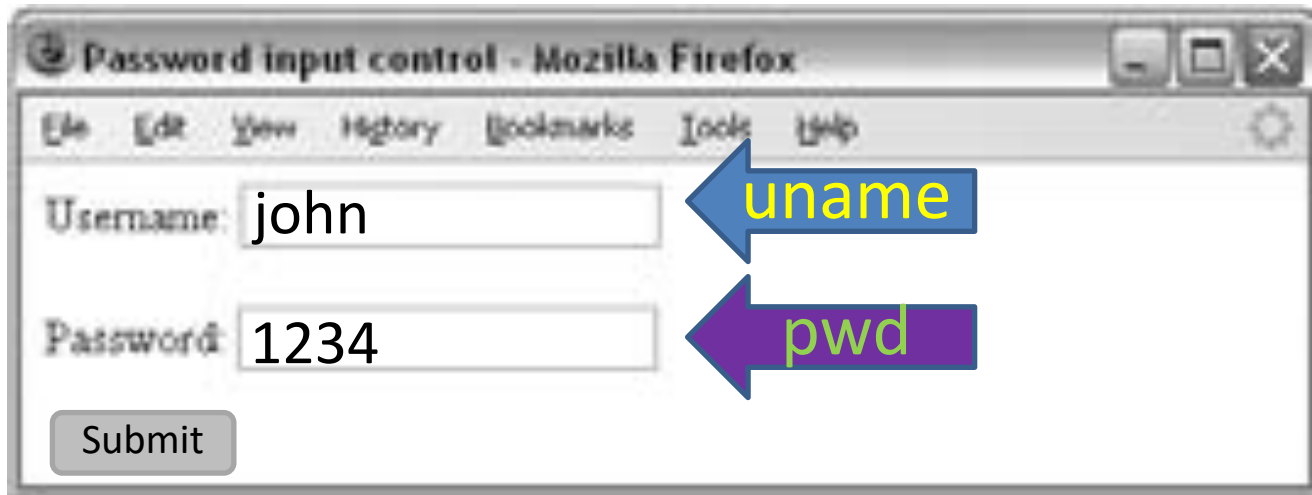 Password input control - Mozilla Firefox
File Edit View History Bookmarks Tools Help
Username: john uname
Password: 1234 pwd
Submit